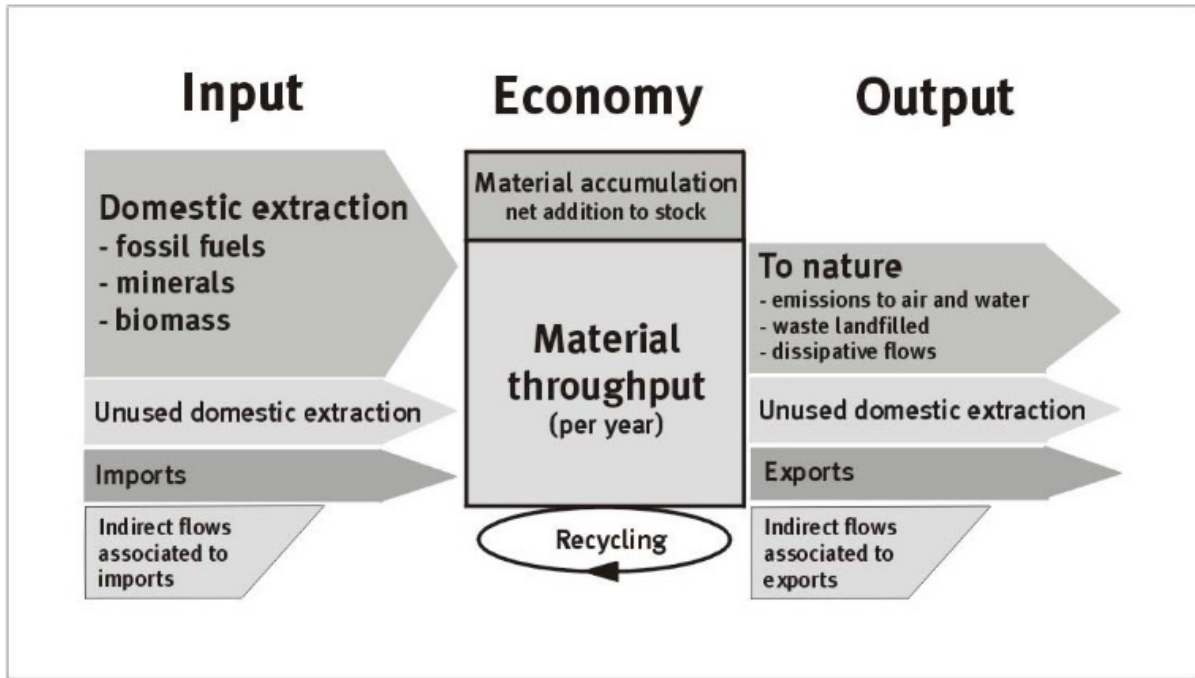 Input
Economy
Output
Domestic extraction
- fossil fuels
- minerals
- biomass
Unused domestic extraction
Imports
Indirect flows
associated to
imports
Material accumulation
net addition to stock
Material
throughput
(per year)
Recycling
To nature
- emissions to air and water
- waste landfilled
- dissipative flows
Unused domestic extraction
Exports
Indirect flows
associated to
exports